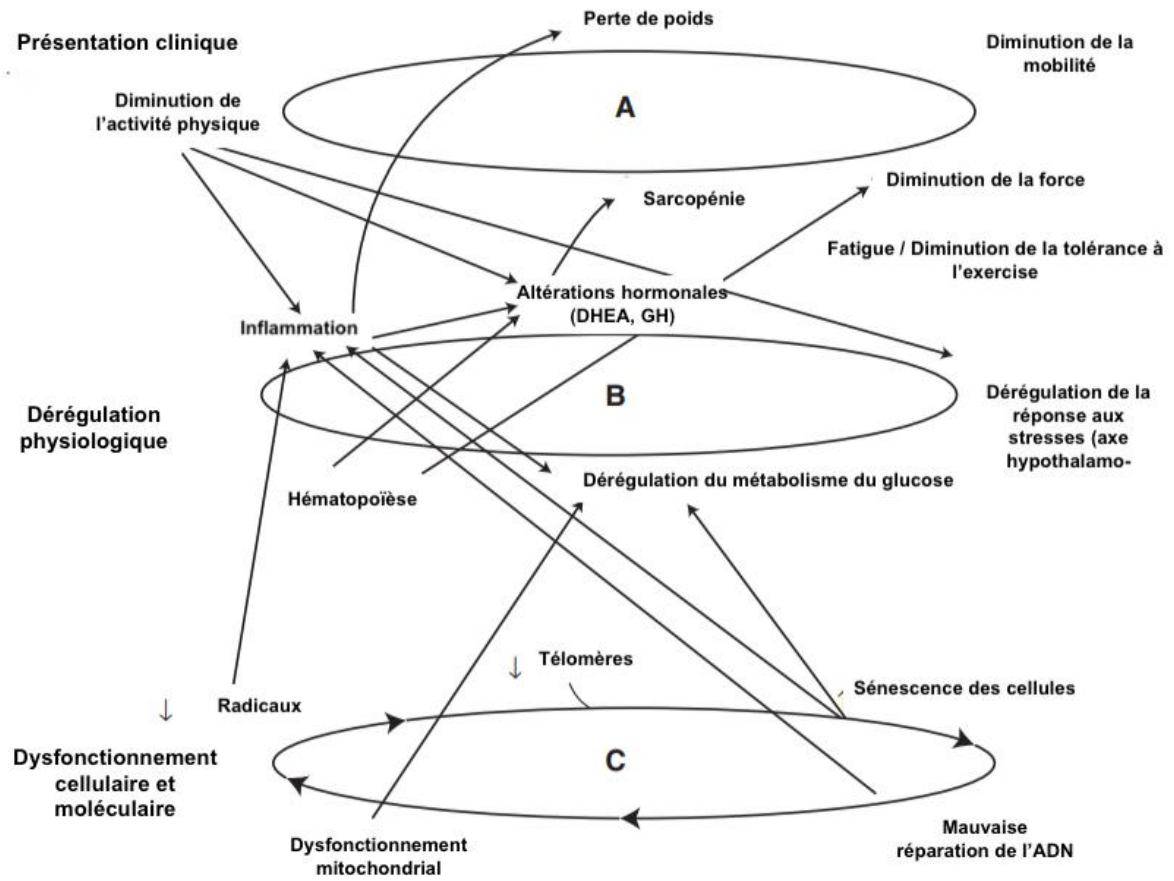 Perte de poids
Présentation clinique
Diminution de la
mobilité
Diminution de
l'activité physique
A
Diminution de la force
Sarcopénie
Fatigue / Diminution de la tolérance à
l'exercise
Altérations hormonales
(DHEA, GH)
Inflammation
B
Dérégulation
physiologique
Dérégulation de la
réponse aux
stresses (axe
hypothalamo-
Dérégulation du métabolisme du glucose
Hématopoïèse
↓ Télomères
Sénescence des cellules
↓ Radicaux
Dysfonctionnement
cellulaire et
moléculaire
C
Mauvaise
réparation de l'ADN
Dysfonctionnement
mitochondrial